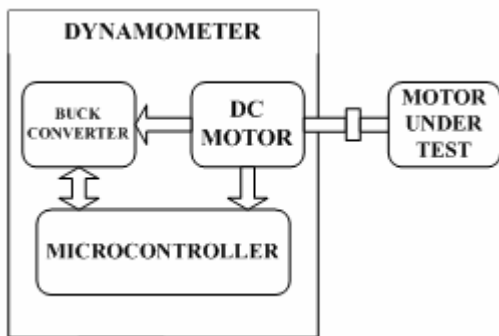 DYNAMOMETER
BUCK
CONVERTER
DC
MOTOR
MOTOR
UNDER
TEST
MICROCONTROLLER